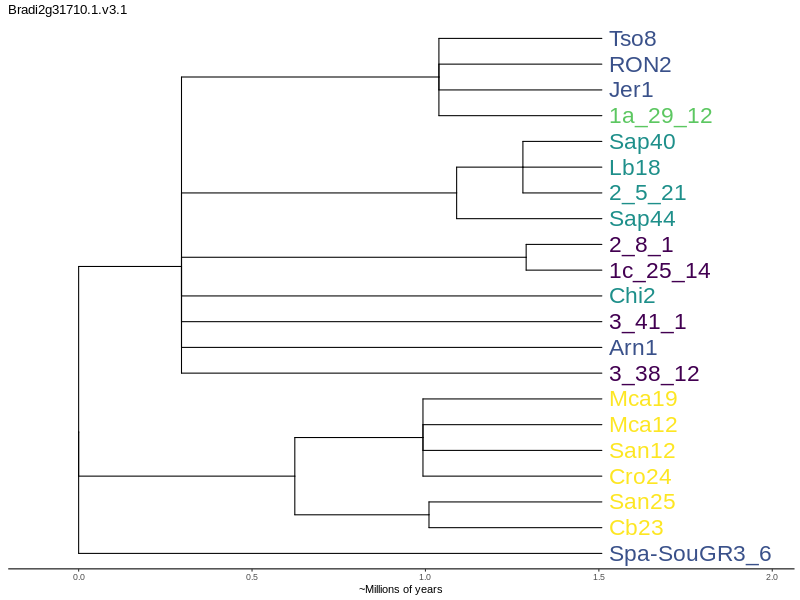 Bradi2g31710.1.v3.1
Tso8
RON2
Jer1
1a_29_12
Sap40
Lb18
2_5_21
Sap44
2_8_1
1c_25_14
Chi2
3_41_1
Arn1
3_38_12
Mca19
Mca12
San12
Cro24
San25
Cb23
Spa-SouGR3_6
0.0 0.5 1.0 1.5 2.0
~Millions of years